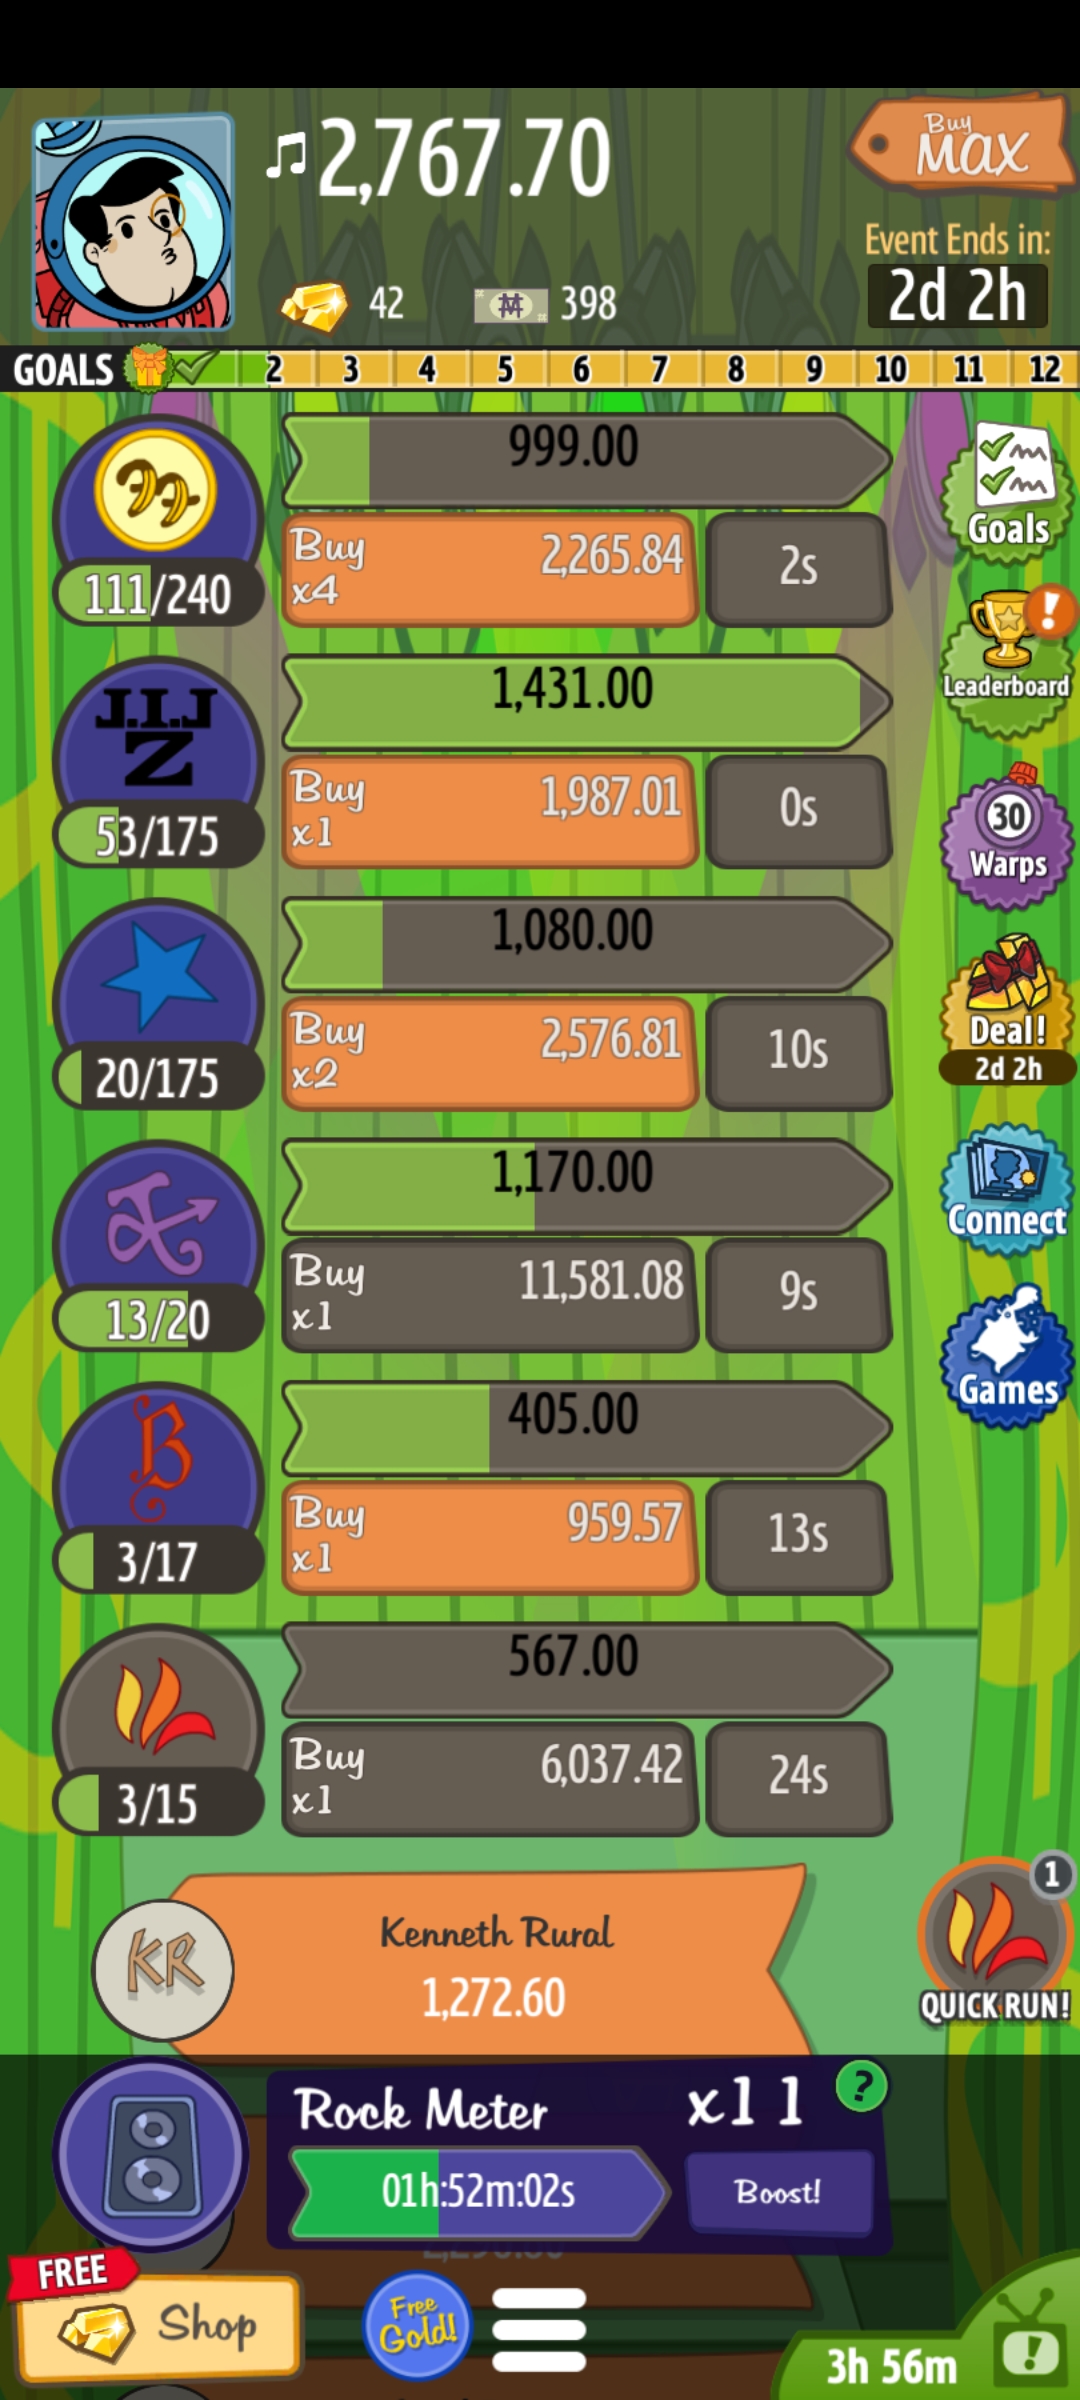 2,767.70
Buy
MAX
42
398
Event Ends in:
2d 2h
GOALS 2 3 4 5 6 7 8 9 10 11 12
999.00
Buy
x4
2,265.84
2s
111/240
Goals
J.I.J
Z
1,431.00
Buy
x1
1,987.01
0s
53/175
Leaderboard
1,080.00
Buy
x2
2,576.81
10s
20/175
30
Warps
Deal!
2d 2h
1,170.00
Buy
x1
11,581.08
9s
13/20
Connect
B
405.00
Buy
x1
959.57
13s
3/17
Games
567.00
Buy
x1
6,037.42
24s
3/15
KR
Kenneth Rural
1,272.60
1
QUICK RUN!
Rock Meter
x11
?
01h:52m:02s
Boost!
FREE
Shop
Free
Gold!
3h 56m